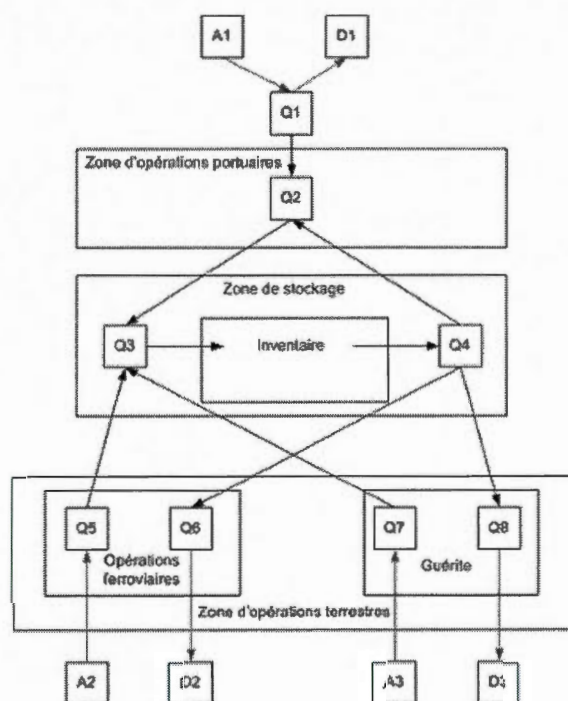 A1
D1
Q1
Zone d'opérations portuaires
Q2
Zone de stockage
Q3
Inventaire
Q4
Q5
Q6
Q7
Q8
Opérations
ferroviaires
Guérite
Zone d'opérations terrestres
A2
D2
A3
D3